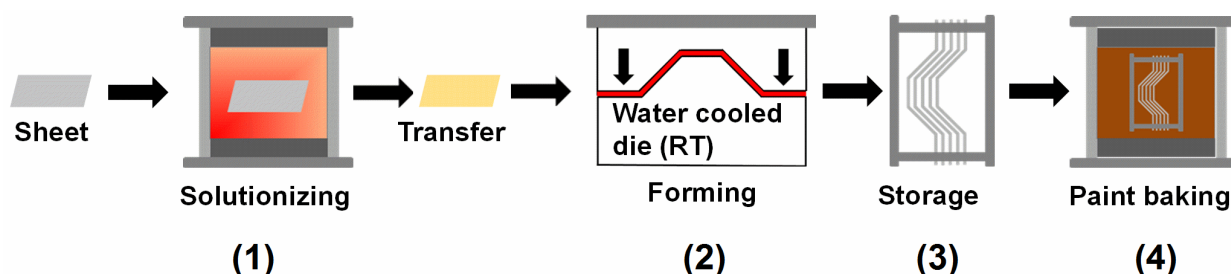 Sheet
Solutionizing
Transfer
Water cooled
die (RT)
Forming
Storage
Paint baking
(1)
(2)
(3)
(4)